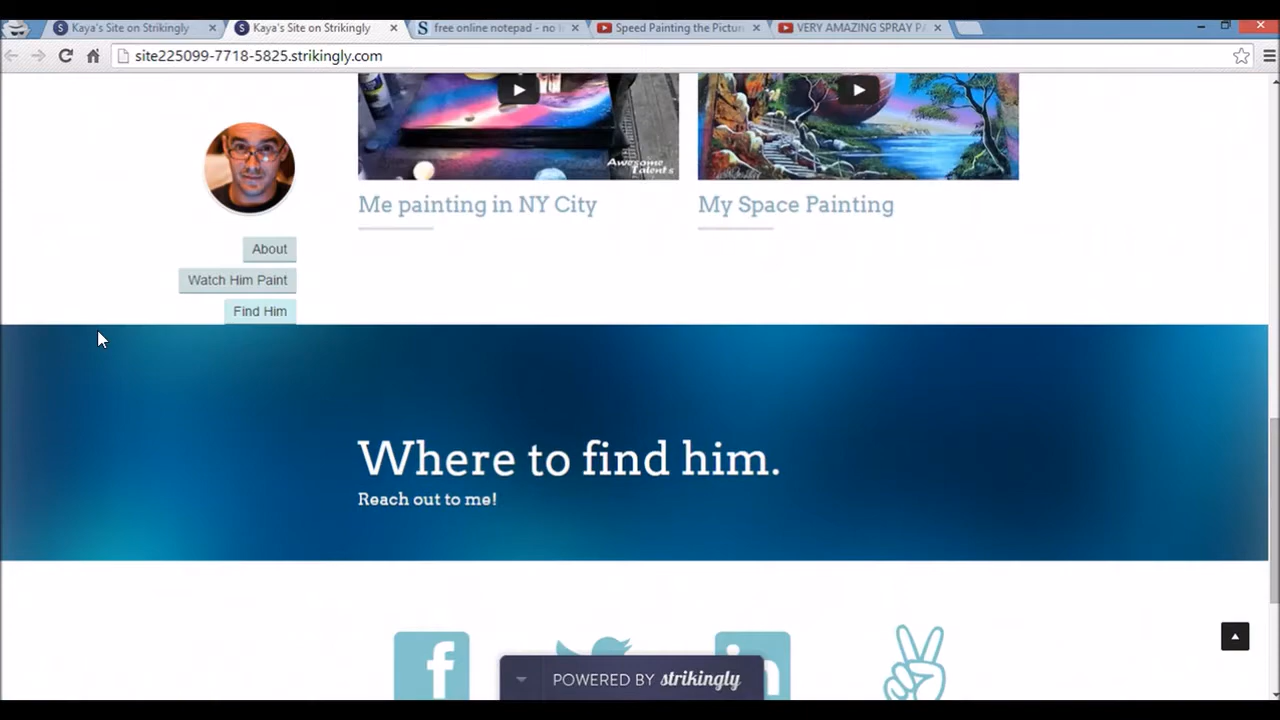 Kaya's Site on Strikingly
Kaya's Site on Strikingly
free online notepad - no l
Speed Painting the Pictur
VERY AMAZING SPRAY PA
site225099-7718-5825.strikingly.com
Awesome
Talents
Me painting in NY City
My Space Painting
About
Watch Him Paint
Find Him
Where to find him.
Reach out to me!
POWERED BY strikingly